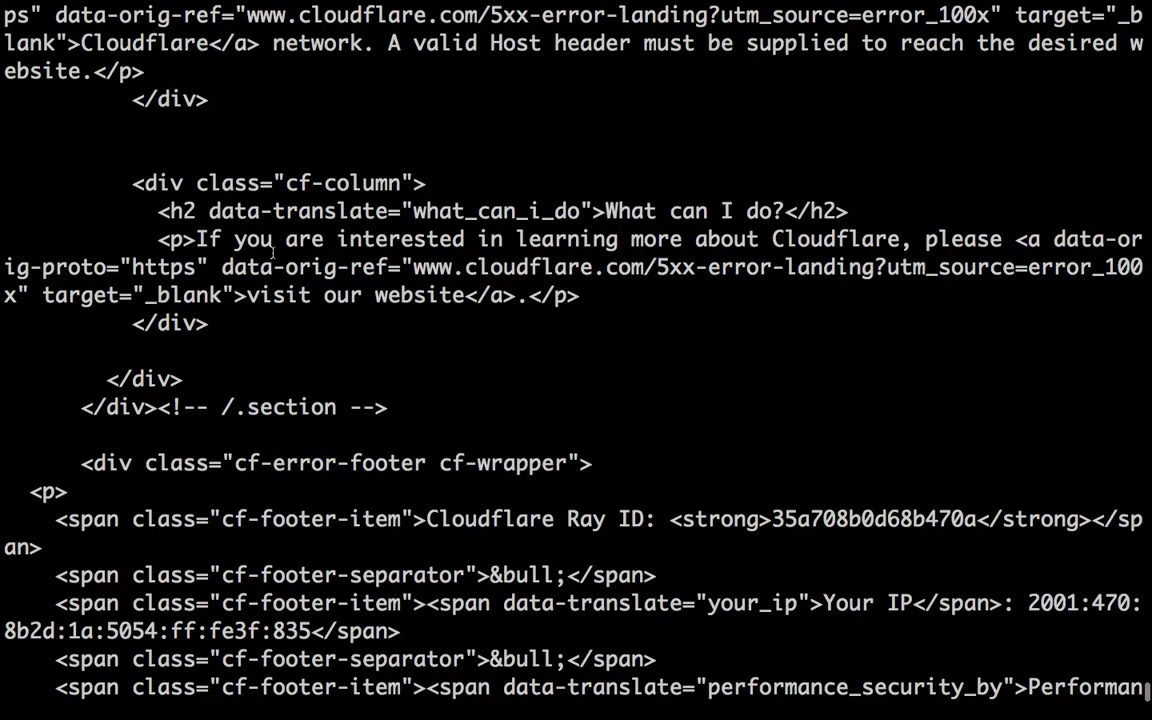 ps" data-orig-ref="www.cloudflare.com/5xx-error-landing?utm_source=error_100x" target="_b
lank">Cloudflare</a> network. A valid Host header must be supplied to reach the desired w
ebsite.</p>
</div>
<div class="cf-column">
<h2 data-translate="what_can_i_do">What can I do?</h2>
<p>If you are interested in learning more about Cloudflare, please <a data-or
ig-proto="https" data-orig-ref="www.cloudflare.com/5xx-error-landing?utm_source=error_100
x" target="_blank">visit our website</a>.</p>
</div>
</div>
</div><!-- /.section -->
<div class="cf-error-footer cf-wrapper">
<p>
<span class="cf-footer-item">Cloudflare Ray ID: <strong>35a708b0d68b470a</strong></sp
an>
<span class="cf-footer-separator">&bull;</span>
<span class="cf-footer-item"><span data-translate="your_ip">Your IP</span>: 2001:470:
8b2d:1a:5054:ff:fe3f:835</span>
<span class="cf-footer-separator">&bull;</span>
<span class="cf-footer-item"><span data-translate="performance_security_by">Performan